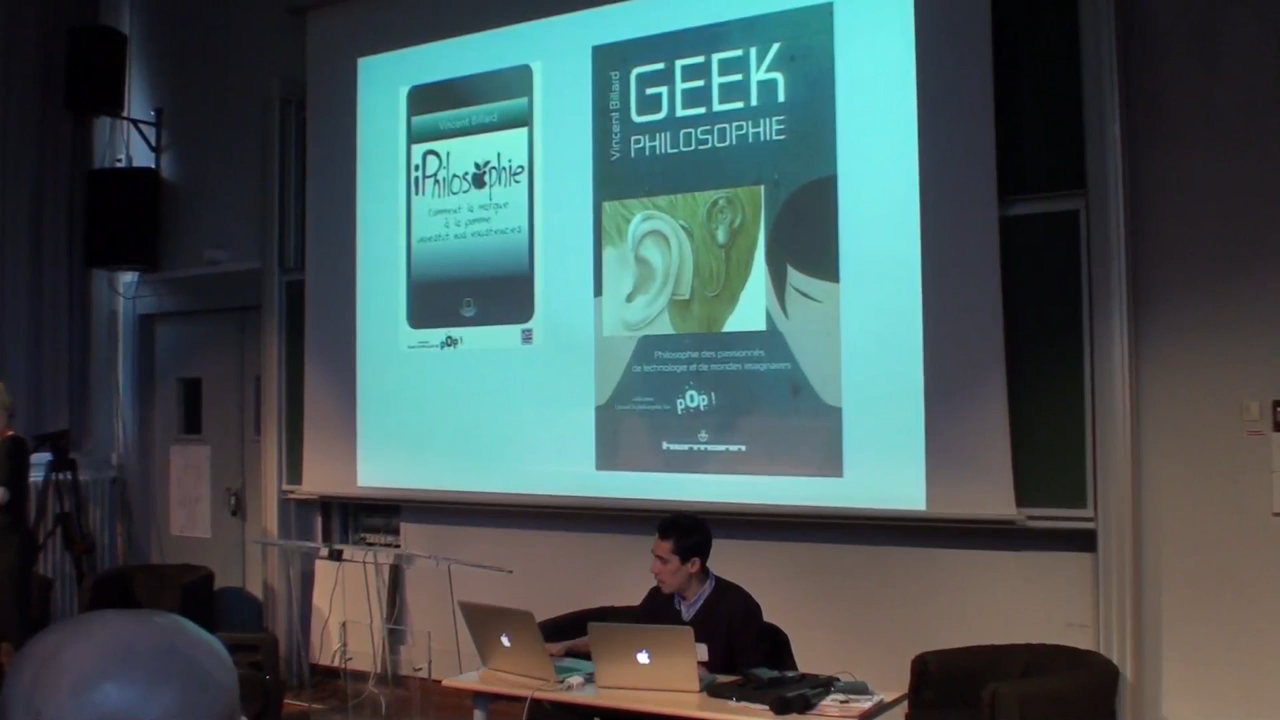 Vincent Billard
iPhilosophie
comment la marque
à la pomme
investit nos existences
pOp!
Vincent Billard
GEEK
PHILOSOPHIE
Philosophie des passionnés
de technologie et de mondes imaginaires
pOp!
hermann